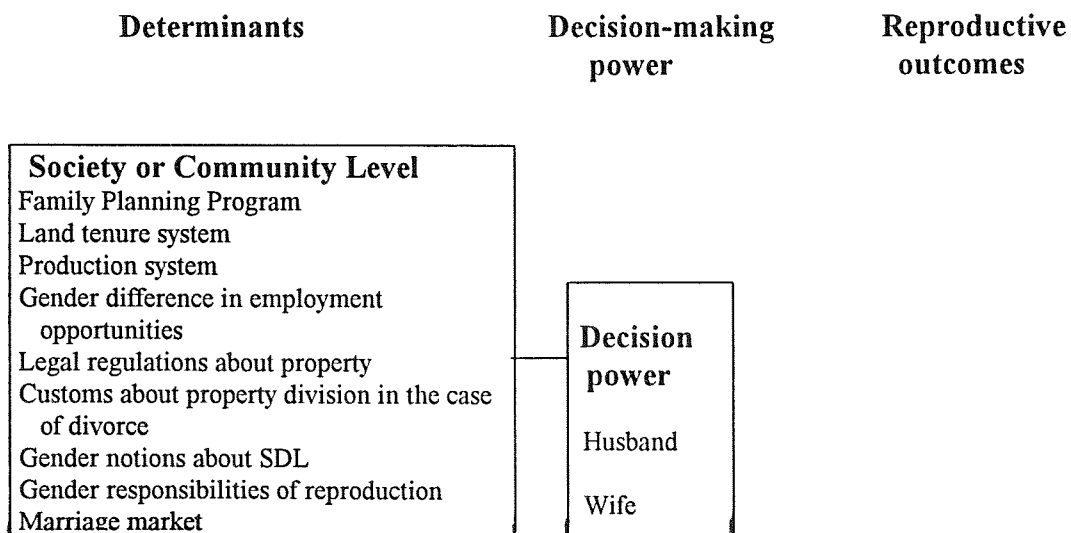 Determinants
Decision-making
power
Reproductive
outcomes
Society or Community Level
Family Planning Program
Land tenure system
Production system
Gender difference in employment
opportunities
Legal regulations about property
Customs about property division in the case
of divorce
Gender notions about SDL
Gender responsibilities of reproduction
Marriage market
Decision
power
Husband
Wife